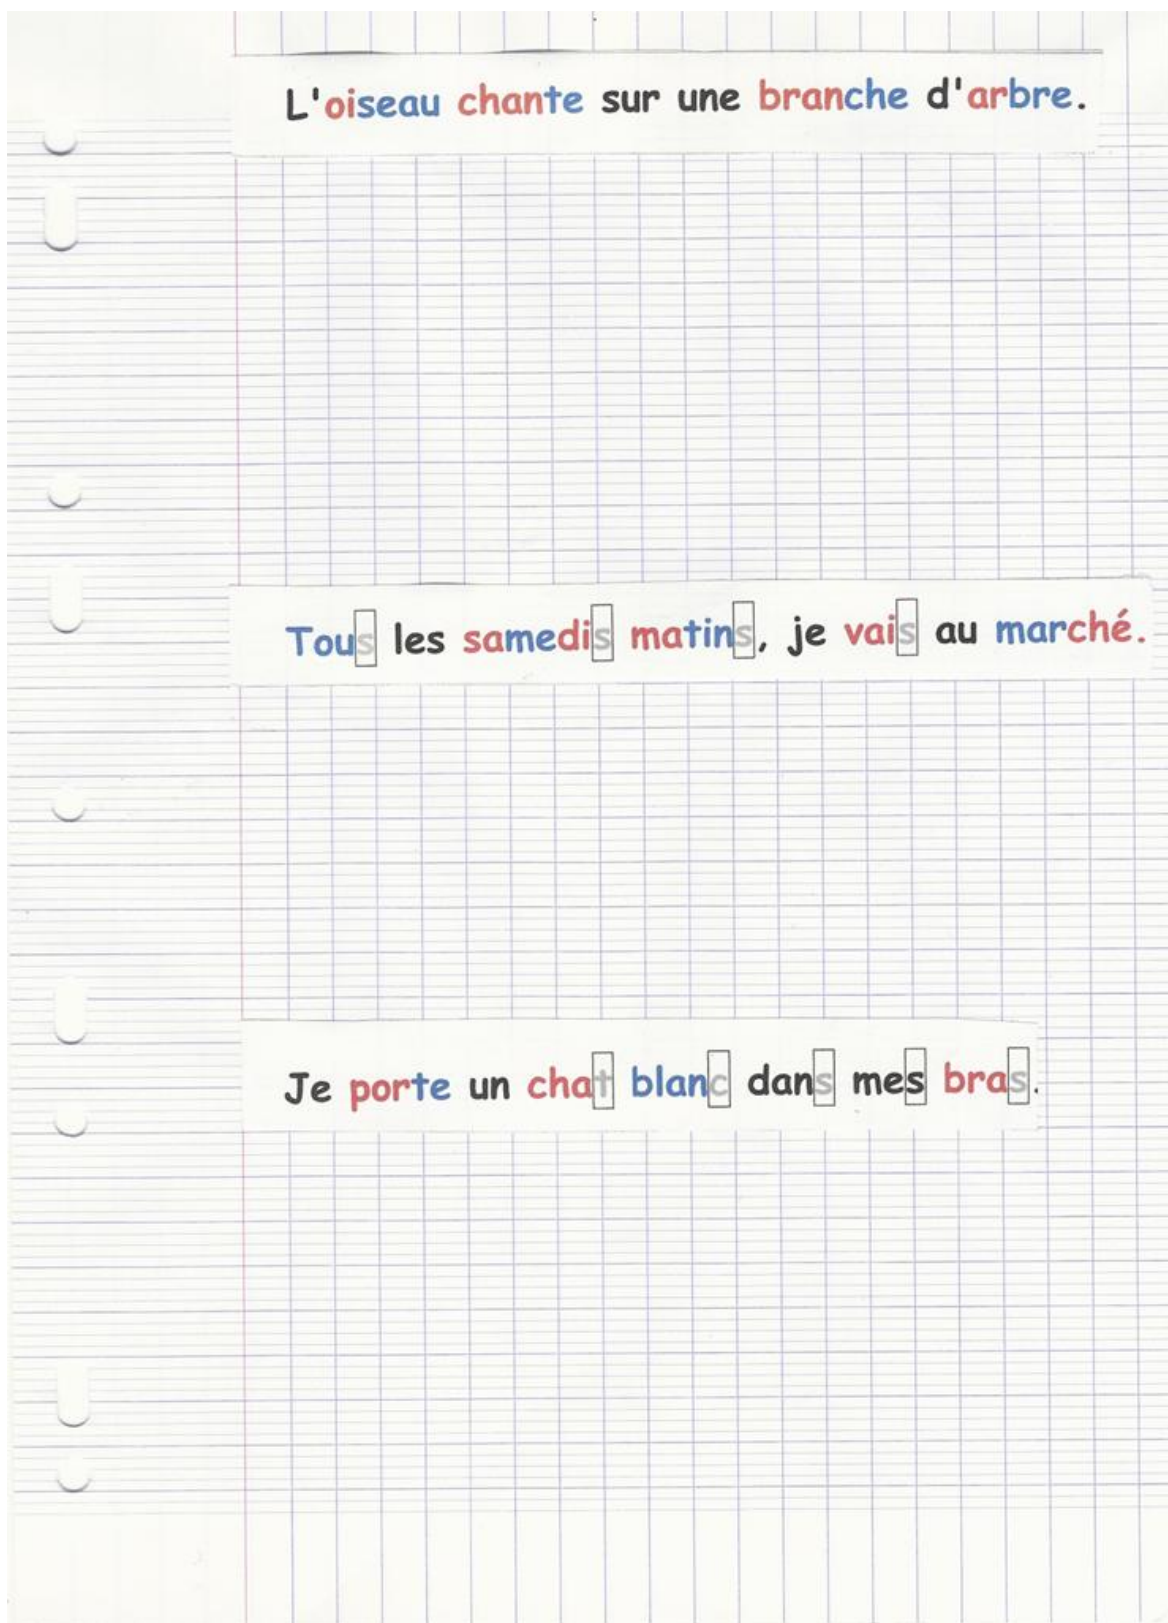 L'oiseau chante sur une branche d'arbre.
Tous les samedis matins, je vais au marché.
Je porte un chat blanc dans mes bras.